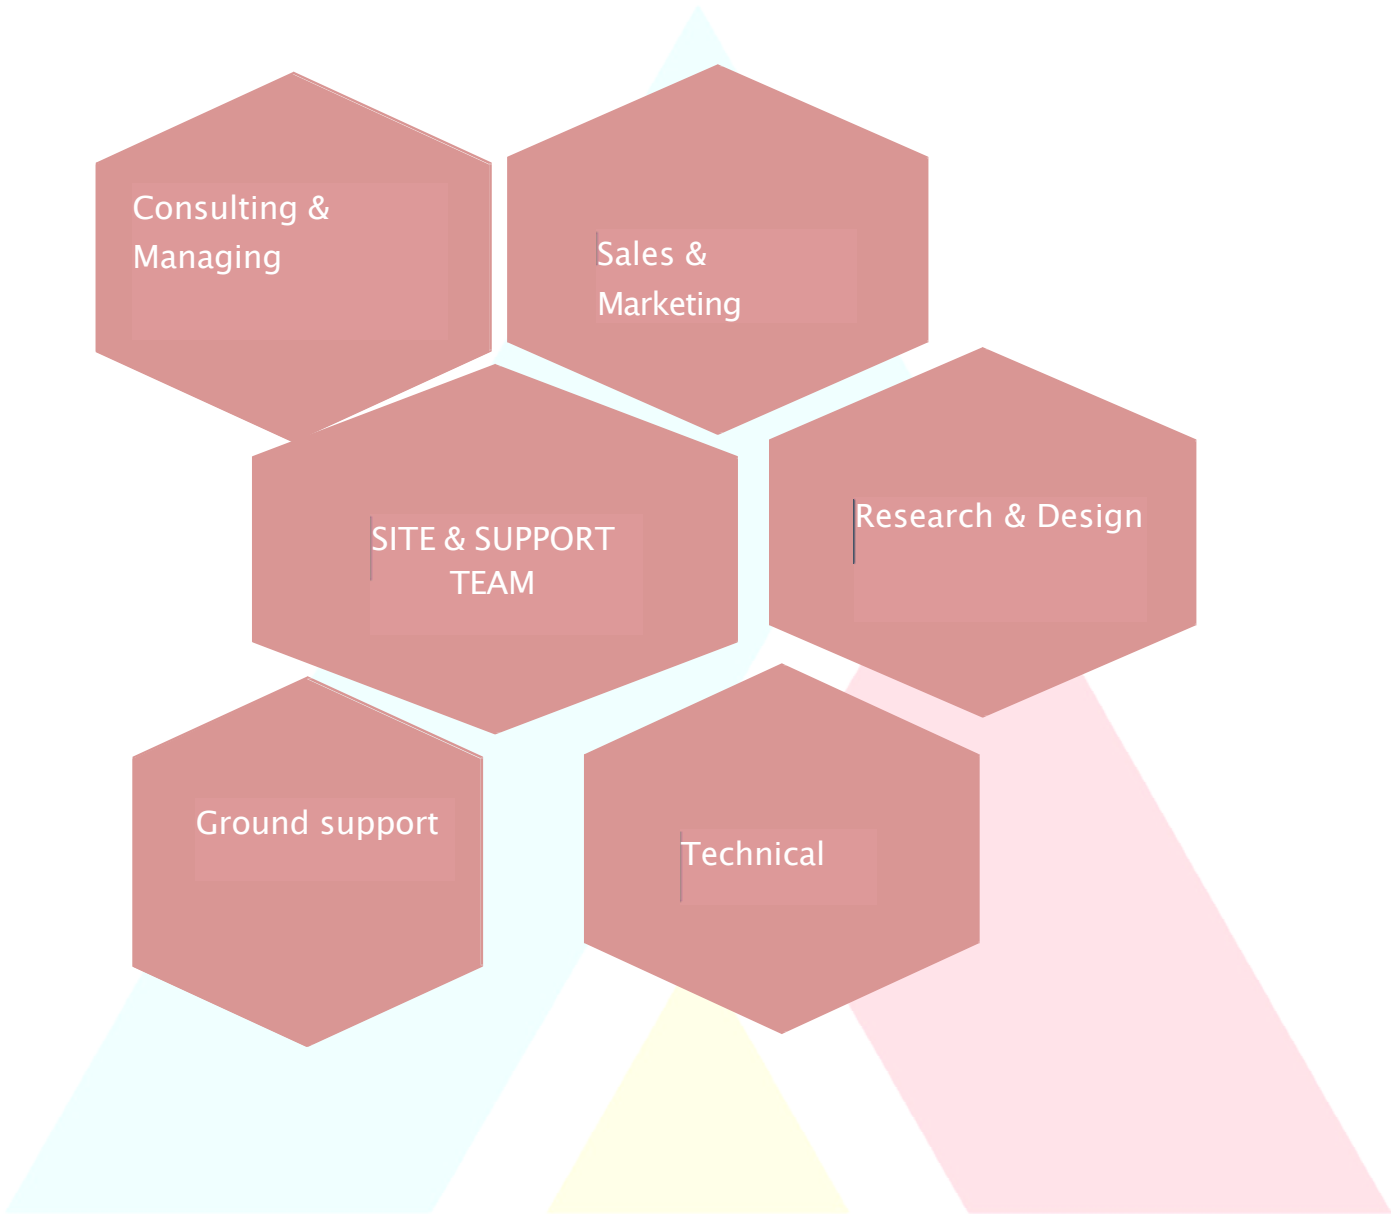 Consulting &
Managing
Sales &
Marketing
SITE & SUPPORT
TEAM
Research & Design
Ground support
Technical